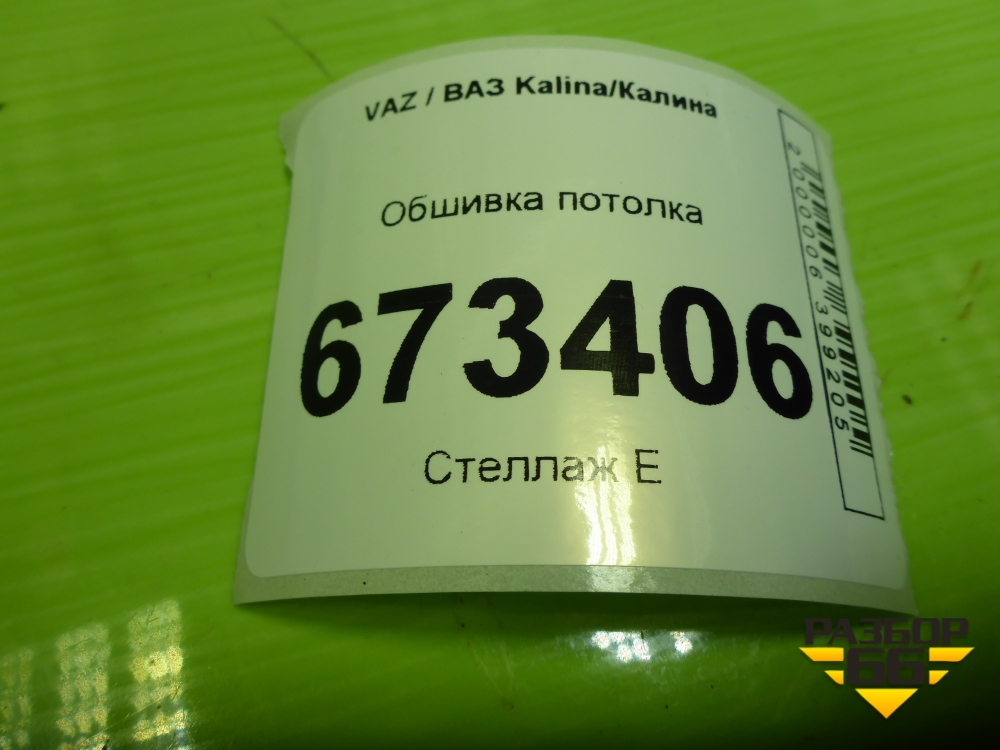 VAZ / ВАЗ Kalina/Калина
Обшивка потолка
673406
Стеллаж Е
2000006399205
РАЗБОР
66